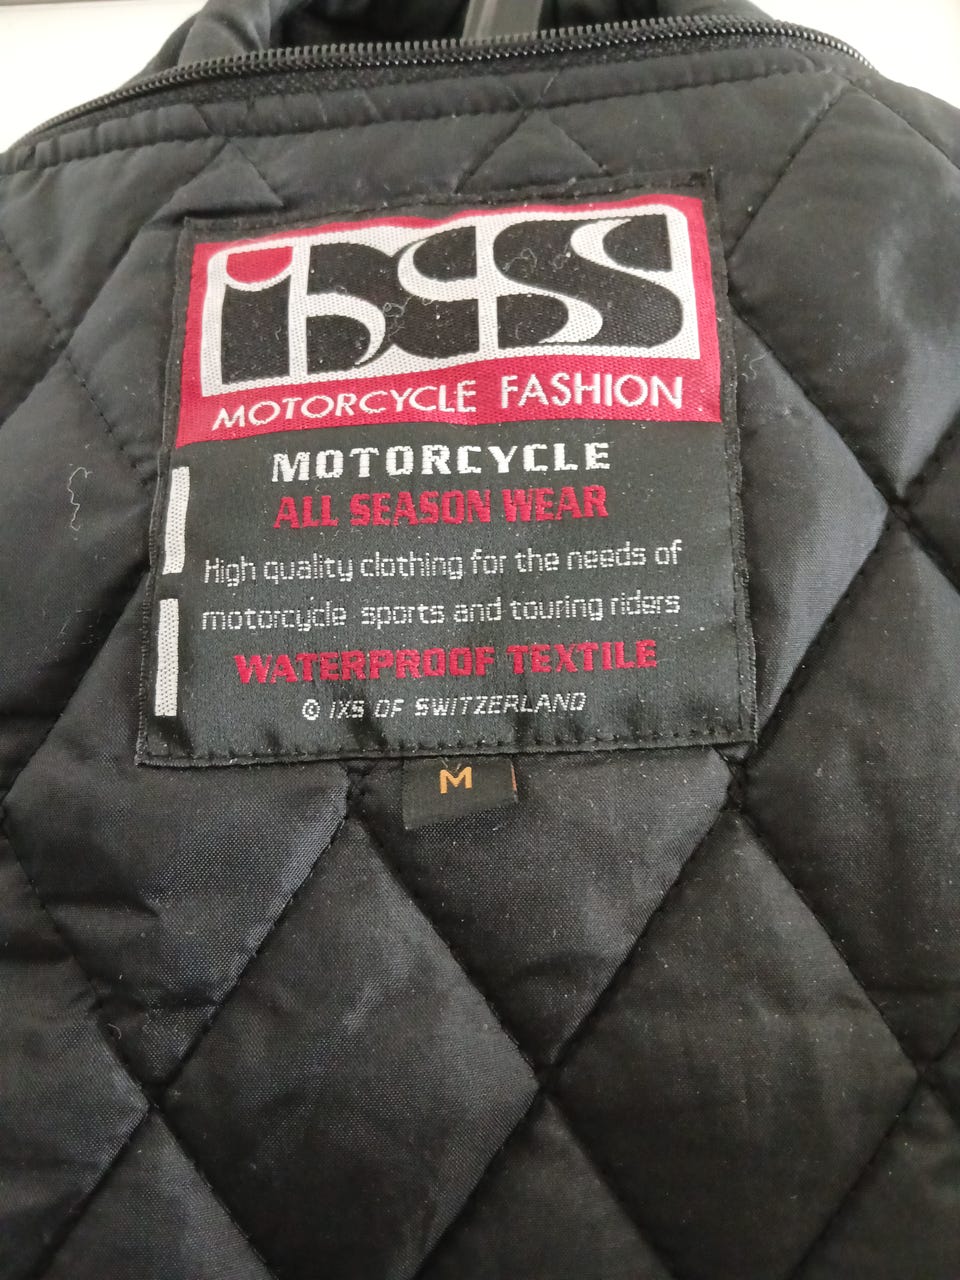 iXS
MOTORCYCLE FASHION
MOTORCYCLE
ALL SEASON WEAR
High quality clothing for the needs of
motorcycle sports and touring riders
WATERPROOF TEXTILE
© IXS OF SWITZERLAND
M